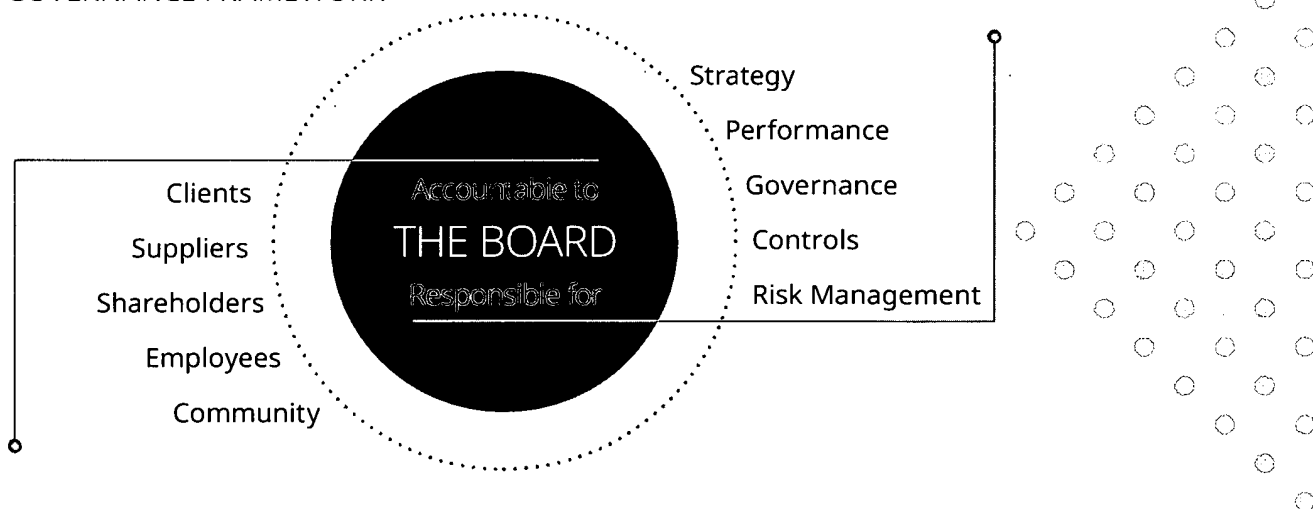 Strategy
Performance
Governance
Controls
Risk Management
Accountable to
THE BOARD
Responsible for
Clients
Suppliers
Shareholders
Employees
Community